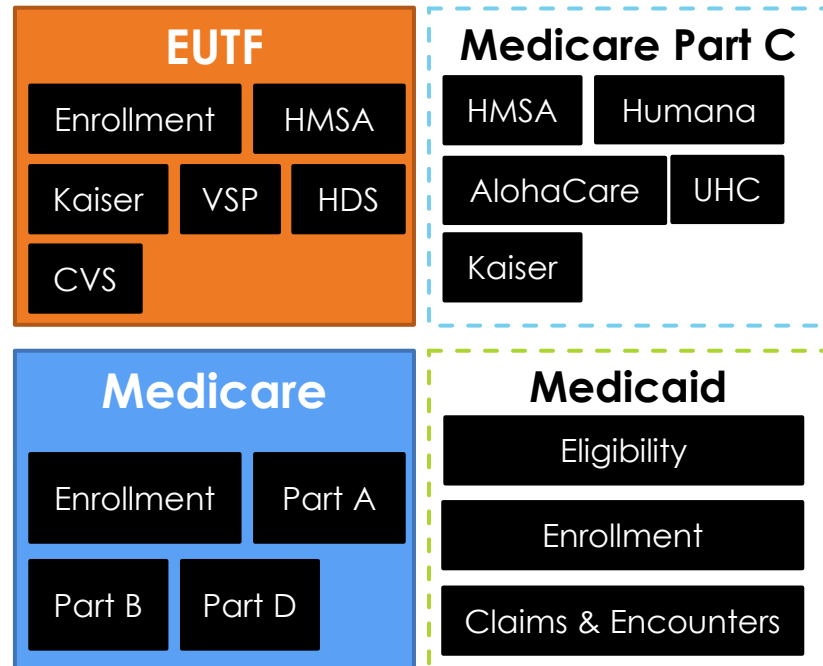 EUTF
Enrollment
HMSA
Kaiser
VSP
HDS
CVS
Medicare Part C
HMSA
Humana
AlohaCare
UHC
Kaiser
Medicare
Enrollment
Part A
Part B
Part D
Medicaid
Eligibility
Enrollment
Claims & Encounters